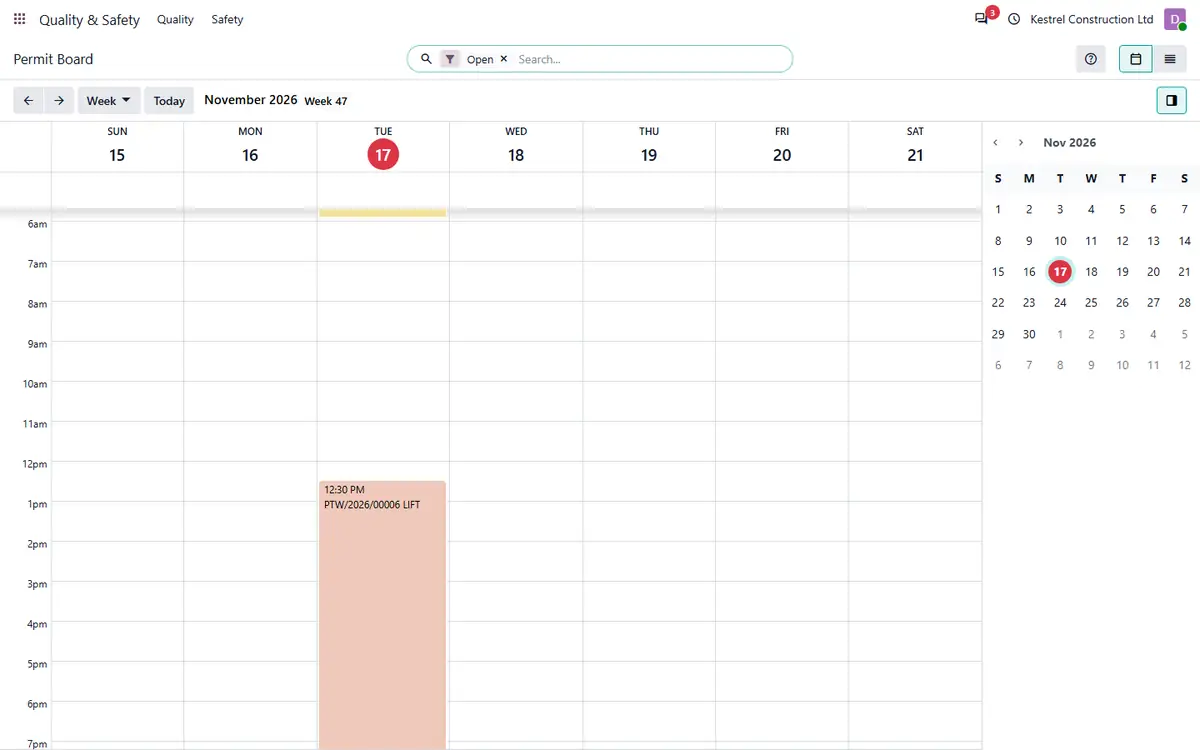 Quality & Safety Quality Safety 3 Kestrel Construction Ltd D
Permit Board Open × Search...
Week Today November 2026 Week 47
SUN MON TUE WED THU FRI SAT
15 16 17 18 19 20 21
Nov 2026
S M T W T F S
1 2 3 4 5 6 7
8 9 10 11 12 13 14
15 16 17 18 19 20 21
22 23 24 25 26 27 28
29 30 1 2 3 4 5
6 7 8 9 10 11 12
6am
7am
8am
9am
10am
11am
12pm
12:30 PM
1pm
PTW/2026/00006 LIFT
2pm
3pm
4pm
5pm
6pm
7pm